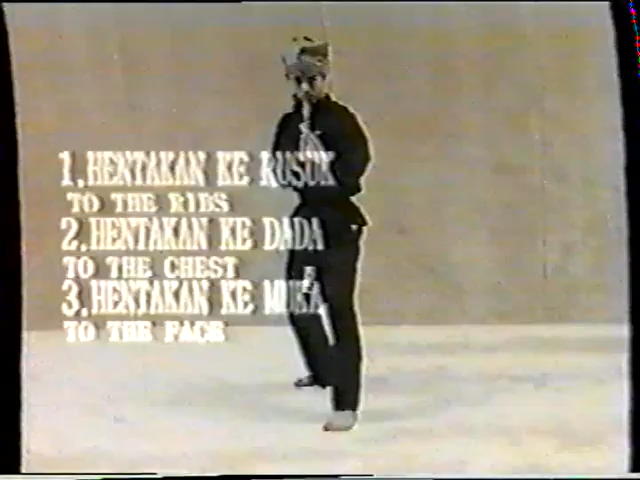 1.HENTAKAN KE RUSUK
TO THE RIBS
2.HENTAKAN KE DADA
TO THE CHEST
3.HENTAKAN KE MUKA
TO THE FACE